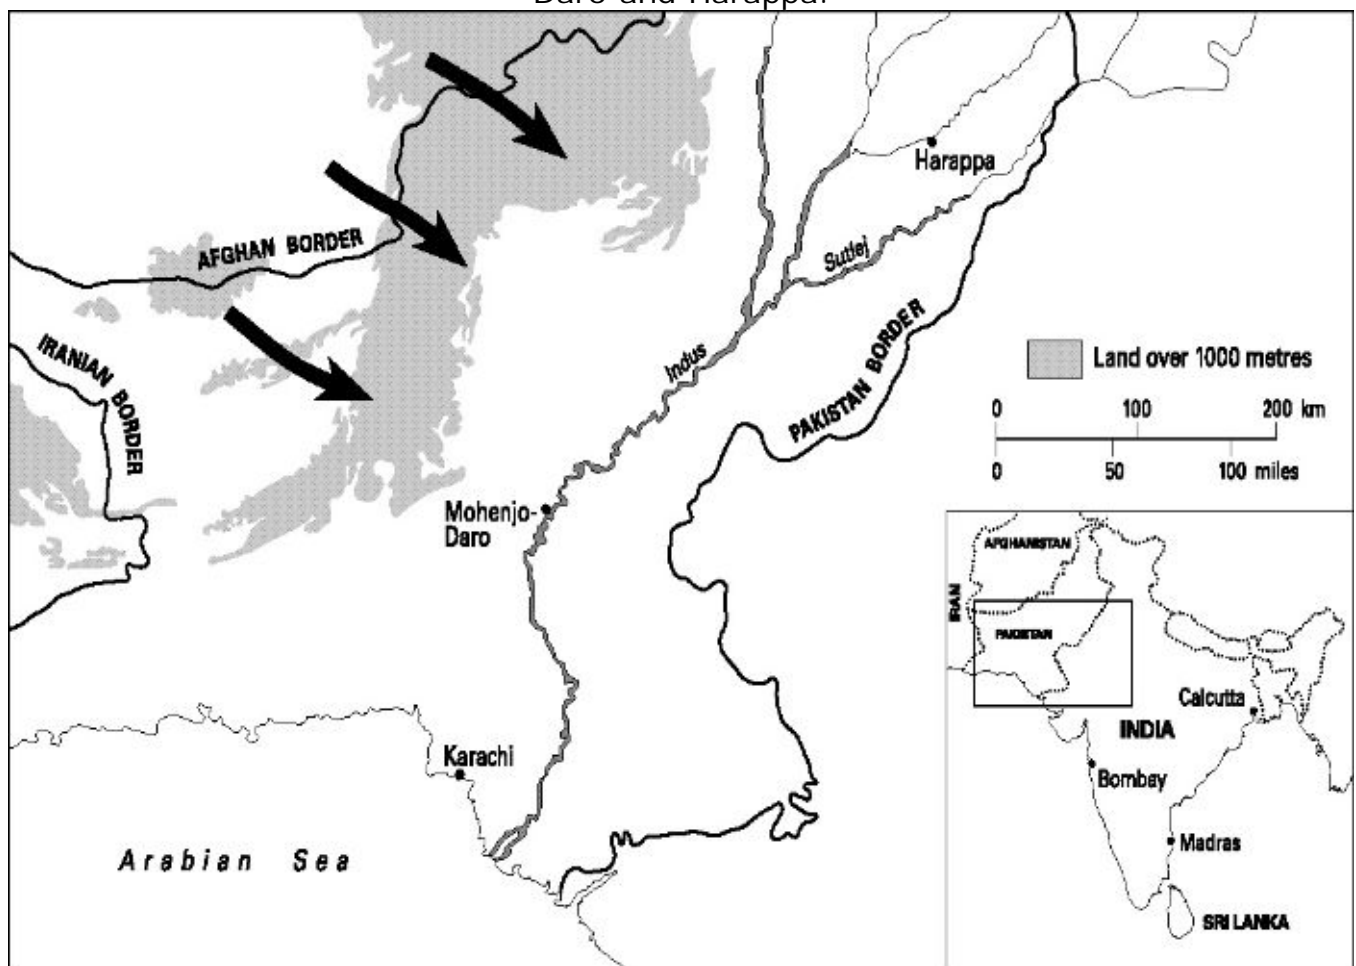 Daro and Harappa.
Harappa
AFGHAN BORDER
Sutlej
IRANIAN BORDER
Indus
PAKISTAN BORDER
Land over 1000 metres
0 100 200 km
0 50 100 miles
Mohenjo-
Daro
AFGHANISTAN
IRAN
PAKISTAN
Calcutta
INDIA
Karachi
Bombay
Madras
Arabian Sea
SRI LANKA